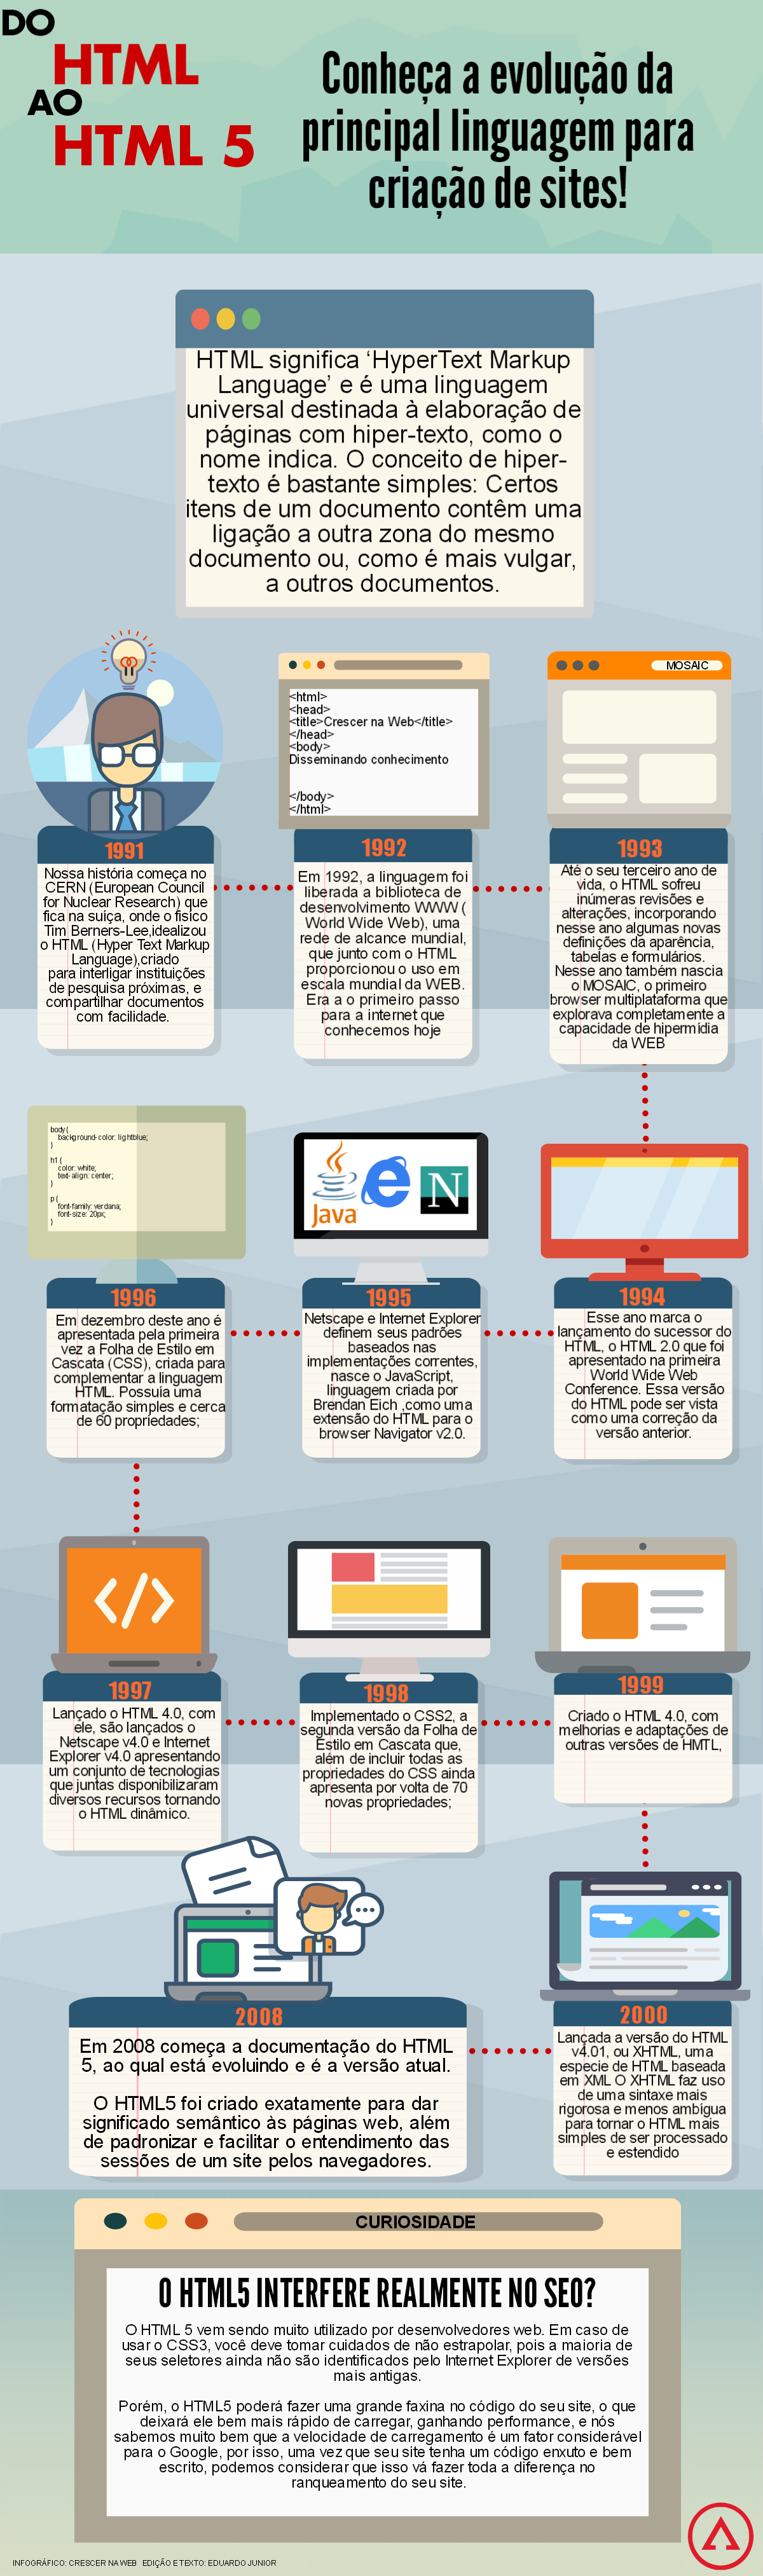 DO
HTML
AO
HTML 5
Conheça a evolução da
principal linguagem para
criação de sites!
HTML significa ‘HyperText Markup
Language’ e é uma linguagem
universal destinada à elaboração de
páginas com hiper-texto, como o
nome indica. O conceito de hiper-
texto é bastante simples: Certos
itens de um documento contêm uma
ligação a outra zona do mesmo
documento ou, como é mais vulgar,
a outros documentos.
1991
Nossa história começa no
CERN (European Council
for Nuclear Research) que
fica na suiça, onde o fisico
Tim Berners-Lee,idealizou
o HTML (Hyper Text Markup
Language),criado
para interligar instituições
de pesquisa próximas, e
compartilhar documentos
com facilidade.
<html>
<head>
<title>Crescer na Web</title>
</head>
<body>
Disseminando conhecimento
</body>
</html>
1992
Em 1992, a linguagem foi
liberada a biblioteca de
desenvolvimento WWW (
World Wide Web), uma
rede de alcance mundial,
que junto com o HTML
proporcionou o uso em
escala mundial da WEB.
Era a o primeiro passo
para a internet que
conhecemos hoje
MOSAIC
1993
Até o seu terceiro ano de
vida, o HTML sofreu
inúmeras revisões e
alterações, incorporando
nesse ano algumas novas
definições da aparência,
tabelas e formulários.
Nesse ano também nascia
o MOSAIC, o primeiro
browser multiplataforma que
explorava completamente a
capacidade de hipermidia
da WEB
1994
Esse ano marca o
lançamento do sucessor do
HTML, o HTML 2.0 que foi
apresentado na primeira
World Wide Web
Conference. Essa versão
do HTML pode ser vista
como uma correção da
versão anterior.
Java
e
N
1995
Netscape e Internet Explorer
definem seus padrões
baseados nas
implementações correntes,
nasce o JavaScript,
linguagem criada por
Brendan Eich ,como uma
extensão do HTML para o
browser Navigator v2.0.
body {
background-color: lightblue;
}
h1 {
color: white;
text-align: center;
}
p {
font-family: verdana;
font-size: 20px;
}
1996
Em dezembro deste ano é
apresentada pela primeira
vez a Folha de Estilo em
Cascata (CSS), criada para
complementar a linguagem
HTML. Possuia uma
formatação simples e cerca
de 60 propriedades;
</>
1997
Lançado o HTML 4.0, com
ele, são lançados o
Netscape v4.0 e Internet
Explorer v4.0 apresentando
um conjunto de tecnologias
que juntas disponibilizaram
diversos recursos tornando
o HTML dinâmico.
1998
Implementado o CSS2, a
segunda versão da Folha de
Estilo em Cascata que,
além de incluir todas as
propriedades do CSS ainda
apresenta por volta de 70
novas propriedades;
1999
Criado o HTML 4.0, com
melhorias e adaptações de
outras versões de HMTL,
2000
Lançada a versão do HTML
v4.01, ou XHTML, uma
especie de HTML baseada
em XML O XHTML faz uso
de uma sintaxe mais
rigorosa e menos ambígua
para tornar o HTML mais
simples de ser processado
e estendido
2008
Em 2008 começa a documentação do HTML
5, ao qual está evoluindo e é a versão atual.
O HTML5 foi criado exatamente para dar
significado semântico às páginas web, além
de padronizar e facilitar o entendimento das
sessões de um site pelos navegadores.
CURIOSIDADE
O HTML5 INTERFERE REALMENTE NO SEO?
O HTML 5 vem sendo muito utilizado por desenvolvedores web. Em caso de
usar o CSS3, você deve tomar cuidados de não estrapolar, pois a maioria de
seus seletores ainda não são identificados pelo Internet Explorer de versões
mais antigas.
Porém, o HTML5 poderá fazer uma grande faxina no código do seu site, o que
deixará ele bem mais rápido de carregar, ganhando performance, e nós
sabemos muito bem que a velocidade de carregamento é um fator considerável
para o Google, por isso, uma vez que seu site tenha um código enxuto e bem
escrito, podemos considerar que isso vá fazer toda a diferença no
ranqueamento do seu site.
INFOGRÁFICO: CRESCER NA WEB EDIÇÃO E TEXTO: EDUARDO JUNIOR